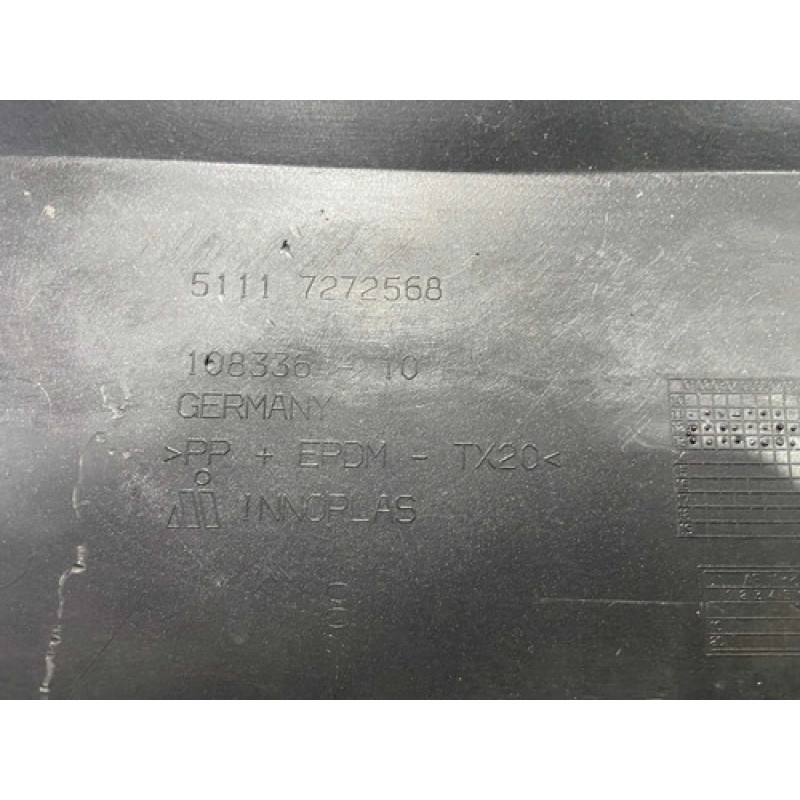 5111 7272568
108336 - 10
GERMANY
>PP + EPDM - TX20<
INNOPLAS